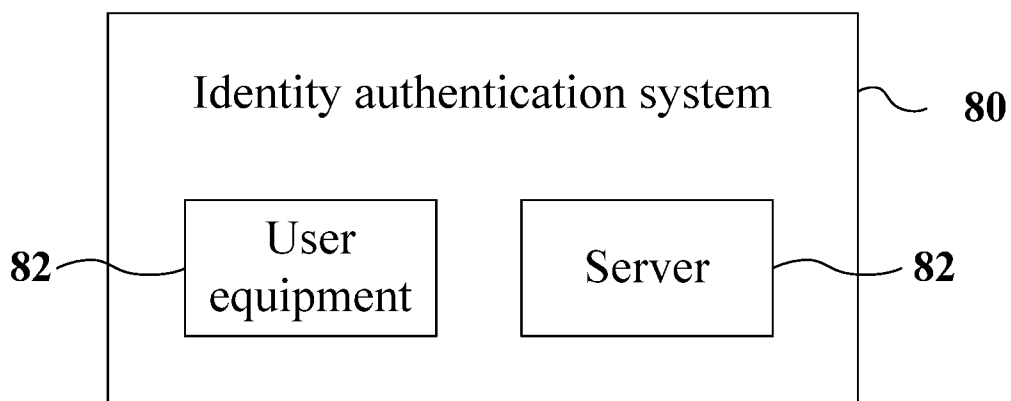 Identity authentication system
80
User
equipment
Server
82
82